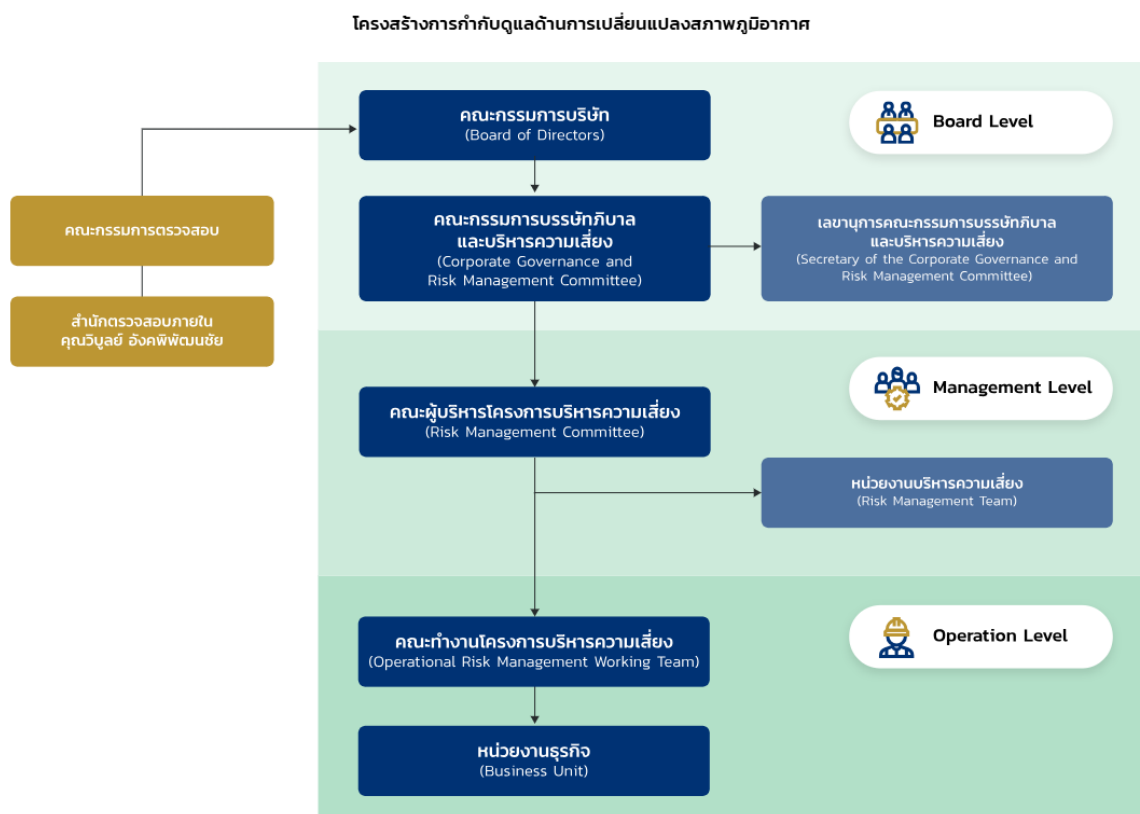 โครงสร้างการกำกับดูแลด้านการเปลี่ยนแปลงสภาพภูมิอากาศ
คณะกรรมการบริษัท
(Board of Directors)
Board Level
คณะกรรมการตรวจสอบ
คณะกรรมการบรรษัทภิบาล
และบริหารความเสี่ยง
(Corporate Governance and
Risk Management Committee)
เลขานุการคณะกรรมการบรรษัทภิบาล
และบริหารความเสี่ยง
(Secretary of the Corporate Governance and
Risk Management Committee)
สำนักตรวจสอบภายใน
คุณวิบูลย์ อังคพิพัฒนชัย
Management Level
คณะผู้บริหารโครงการบริหารความเสี่ยง
(Risk Management Committee)
หน่วยงานบริหารความเสี่ยง
(Risk Management Team)
Operation Level
คณะทำงานโครงการบริหารความเสี่ยง
(Operational Risk Management Working Team)
หน่วยงานธุรกิจ
(Business Unit)